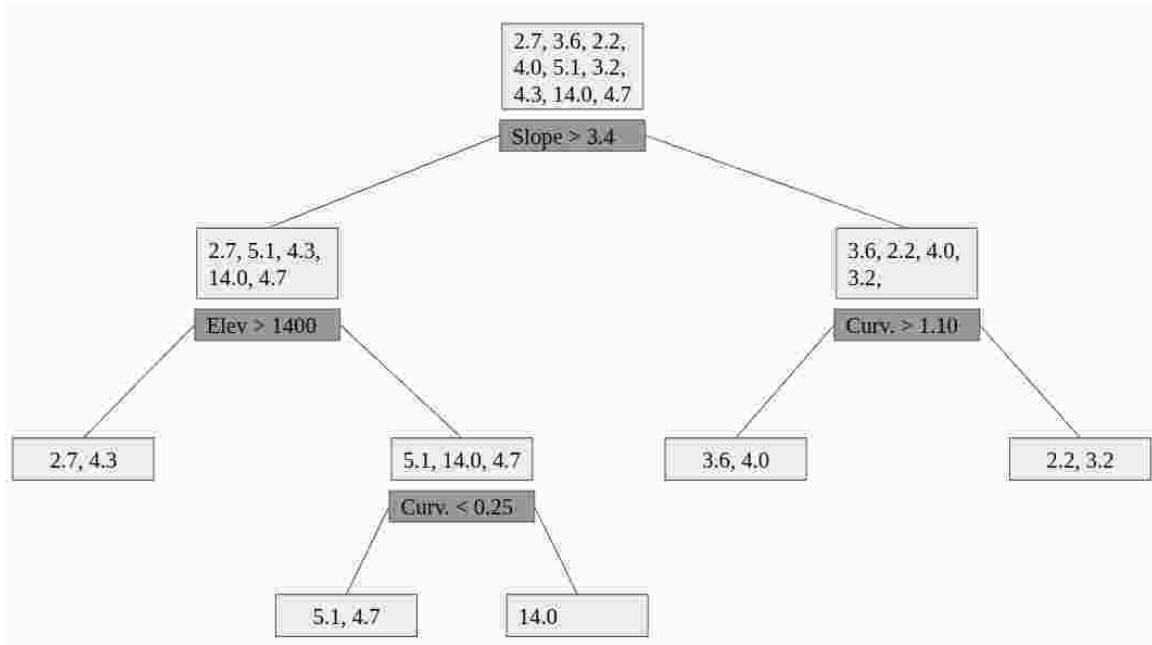 2.7, 3.6, 2.2,
4.0, 5.1, 3.2,
4.3, 14.0, 4.7
Slope > 3.4
2.7, 5.1, 4.3,
14.0, 4.7
3.6, 2.2, 4.0,
3.2,
Elev > 1400
Curv. > 1.10
2.7, 4.3
5.1, 14.0, 4.7
3.6, 4.0
2.2, 3.2
Curv. < 0.25
5.1, 4.7
14.0